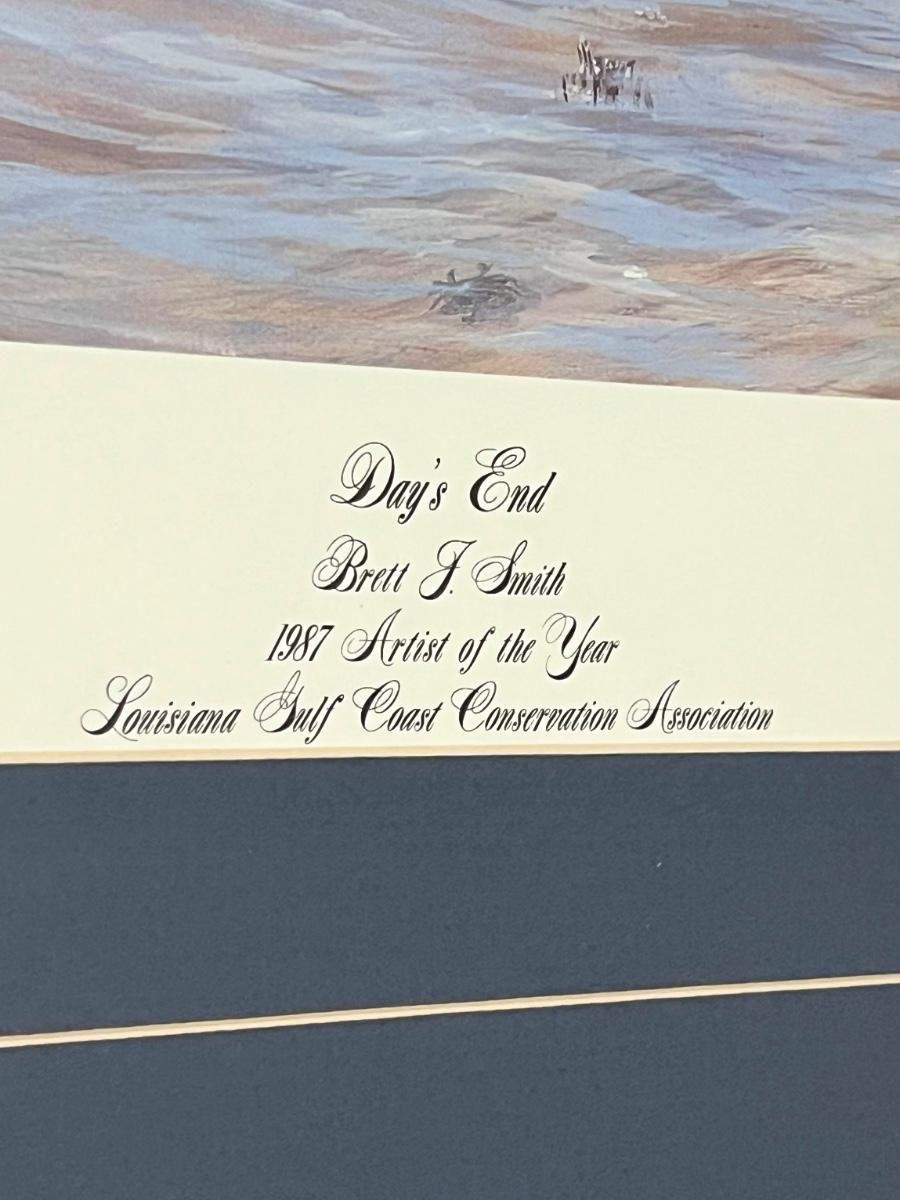 Day's End
Brett J. Smith
1987 Artist of the Year
Louisiana Gulf Coast Conservation Association